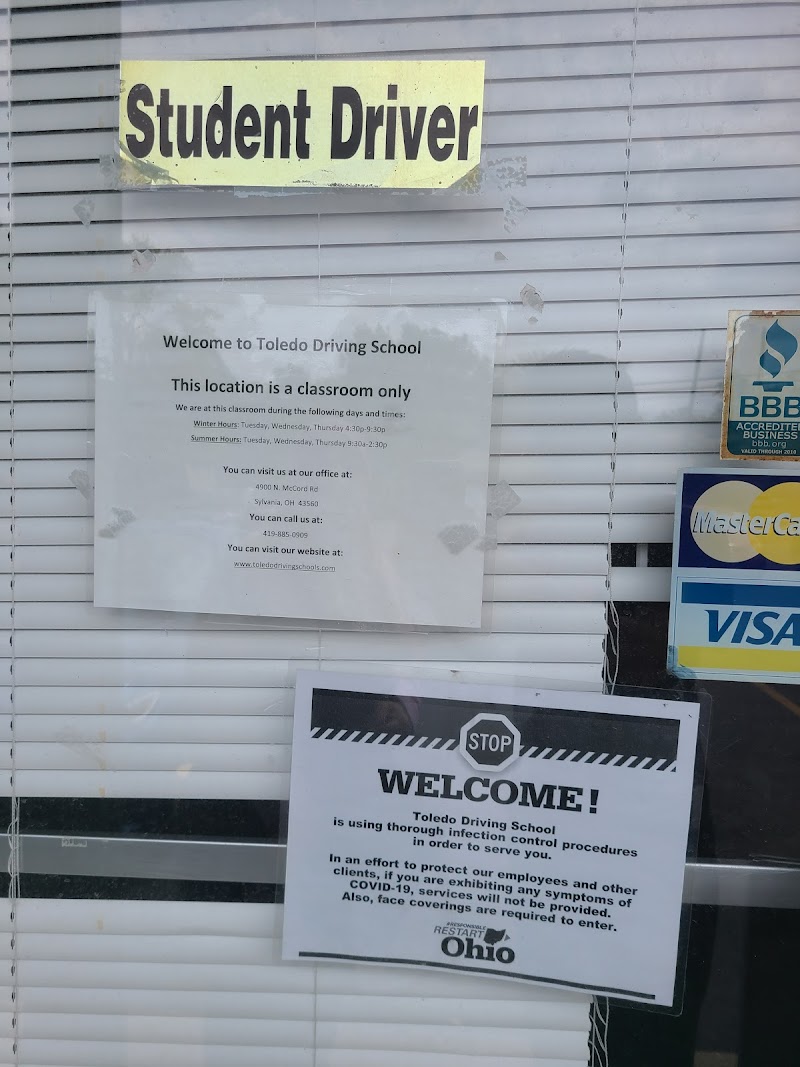 Student Driver
Welcome to Toledo Driving School
This location is a classroom only
We are at this classroom during the following days and times:
Winter Hours: Tuesday, Wednesday, Thursday 4:30p-9:30p
Summer Hours: Tuesday, Wednesday, Thursday 9:30a-2:30p
You can visit us at our office at:
4900 N. McCord Rd
Sylvania, OH 43560
You can call us at:
419-885-0909
You can visit our website at:
www.toledodrivingschools.com
BBB
ACCREDITE
BUSINESS
bbb.org
VALID THROUGH 2019
MasterCa
VISA
STOP
WELCOME!
Toledo Driving School
is using thorough infection control procedures
in order to serve you.
In an effort to protect our employees and other
clients, if you are exhibiting any symptoms of
COVID-19, services will not be provided.
Also, face coverings are required to enter.
#RESPONSIBLE
RESTART
Ohio